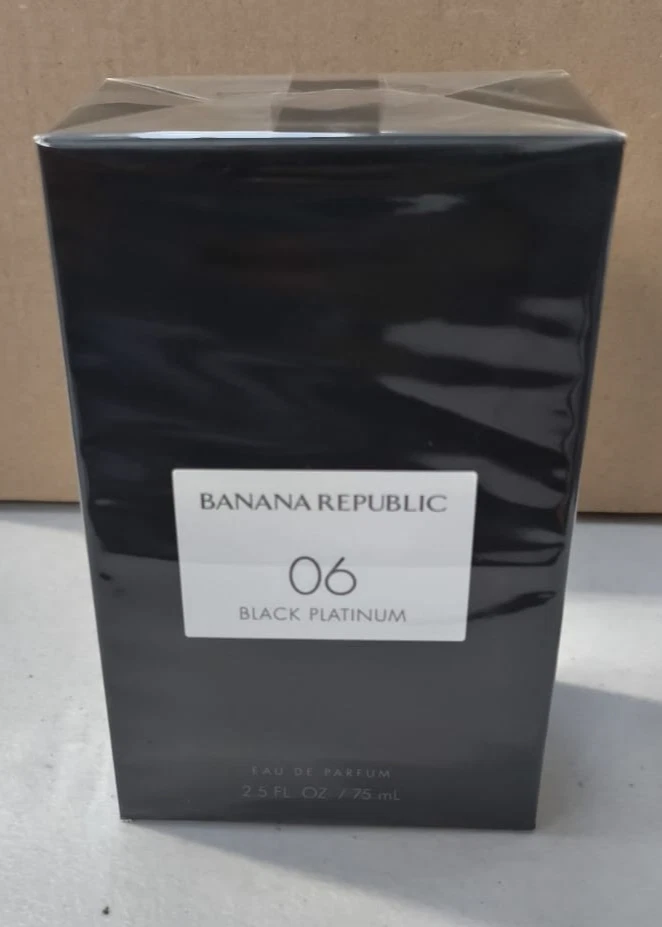 BANANA REPUBLIC
06
BLACK PLATINUM
EAU DE PARFUM
2.5 FL OZ / 75 mL